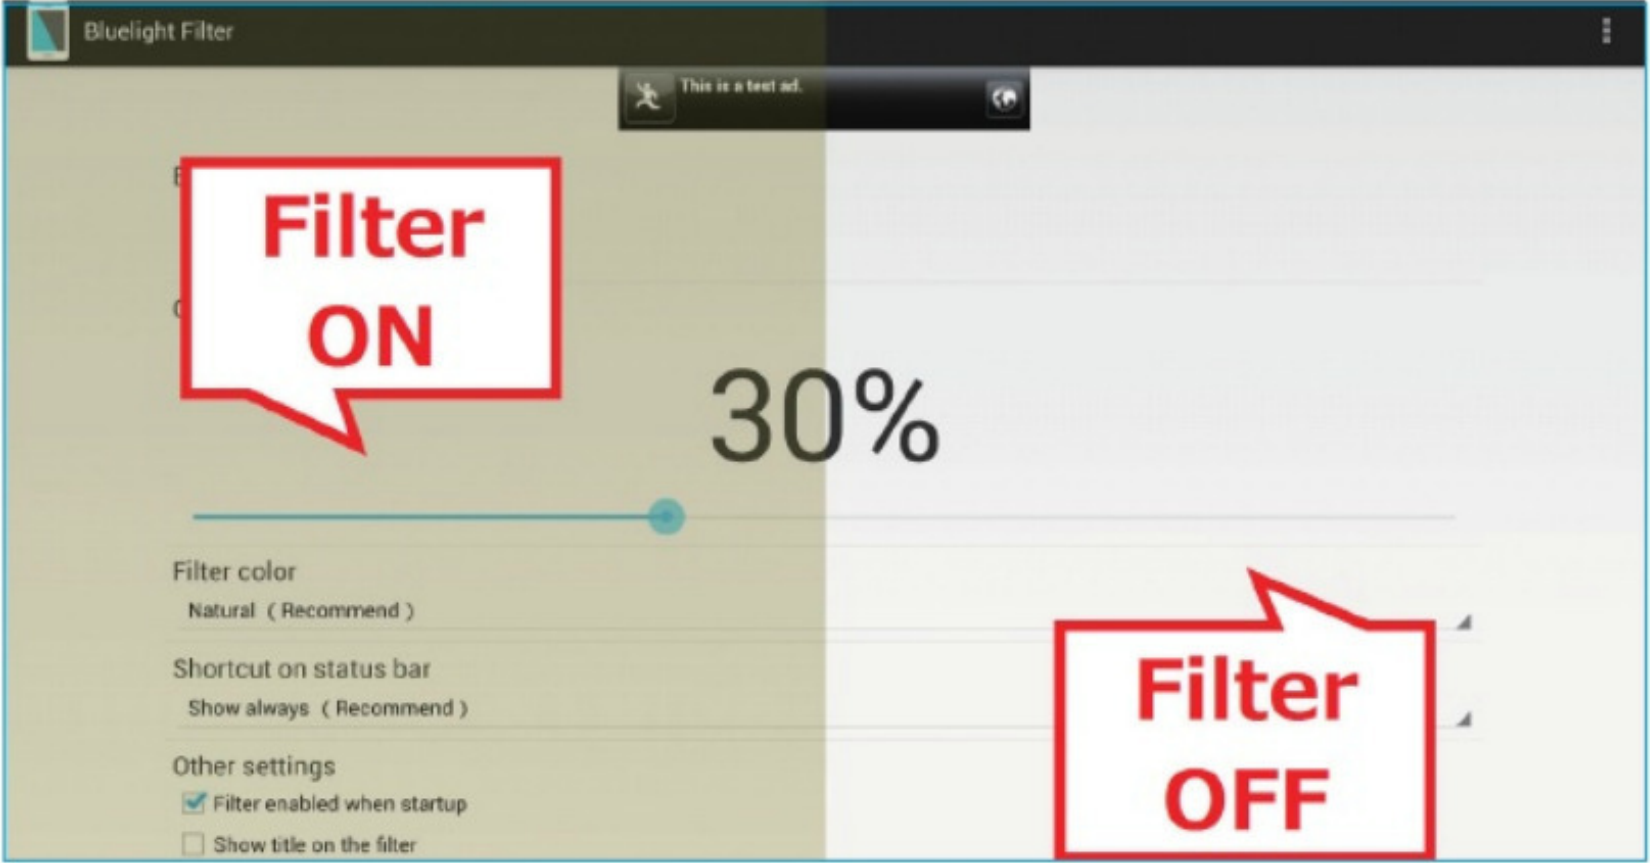 Bluelight Filter
This is a test ad.
Filter
ON
30%
Filter color
Natural ( Recommend )
Shortcut on status bar
Show always ( Recommend )
Other settings
Filter enabled when startup
Show title on the filter
Filter
OFF